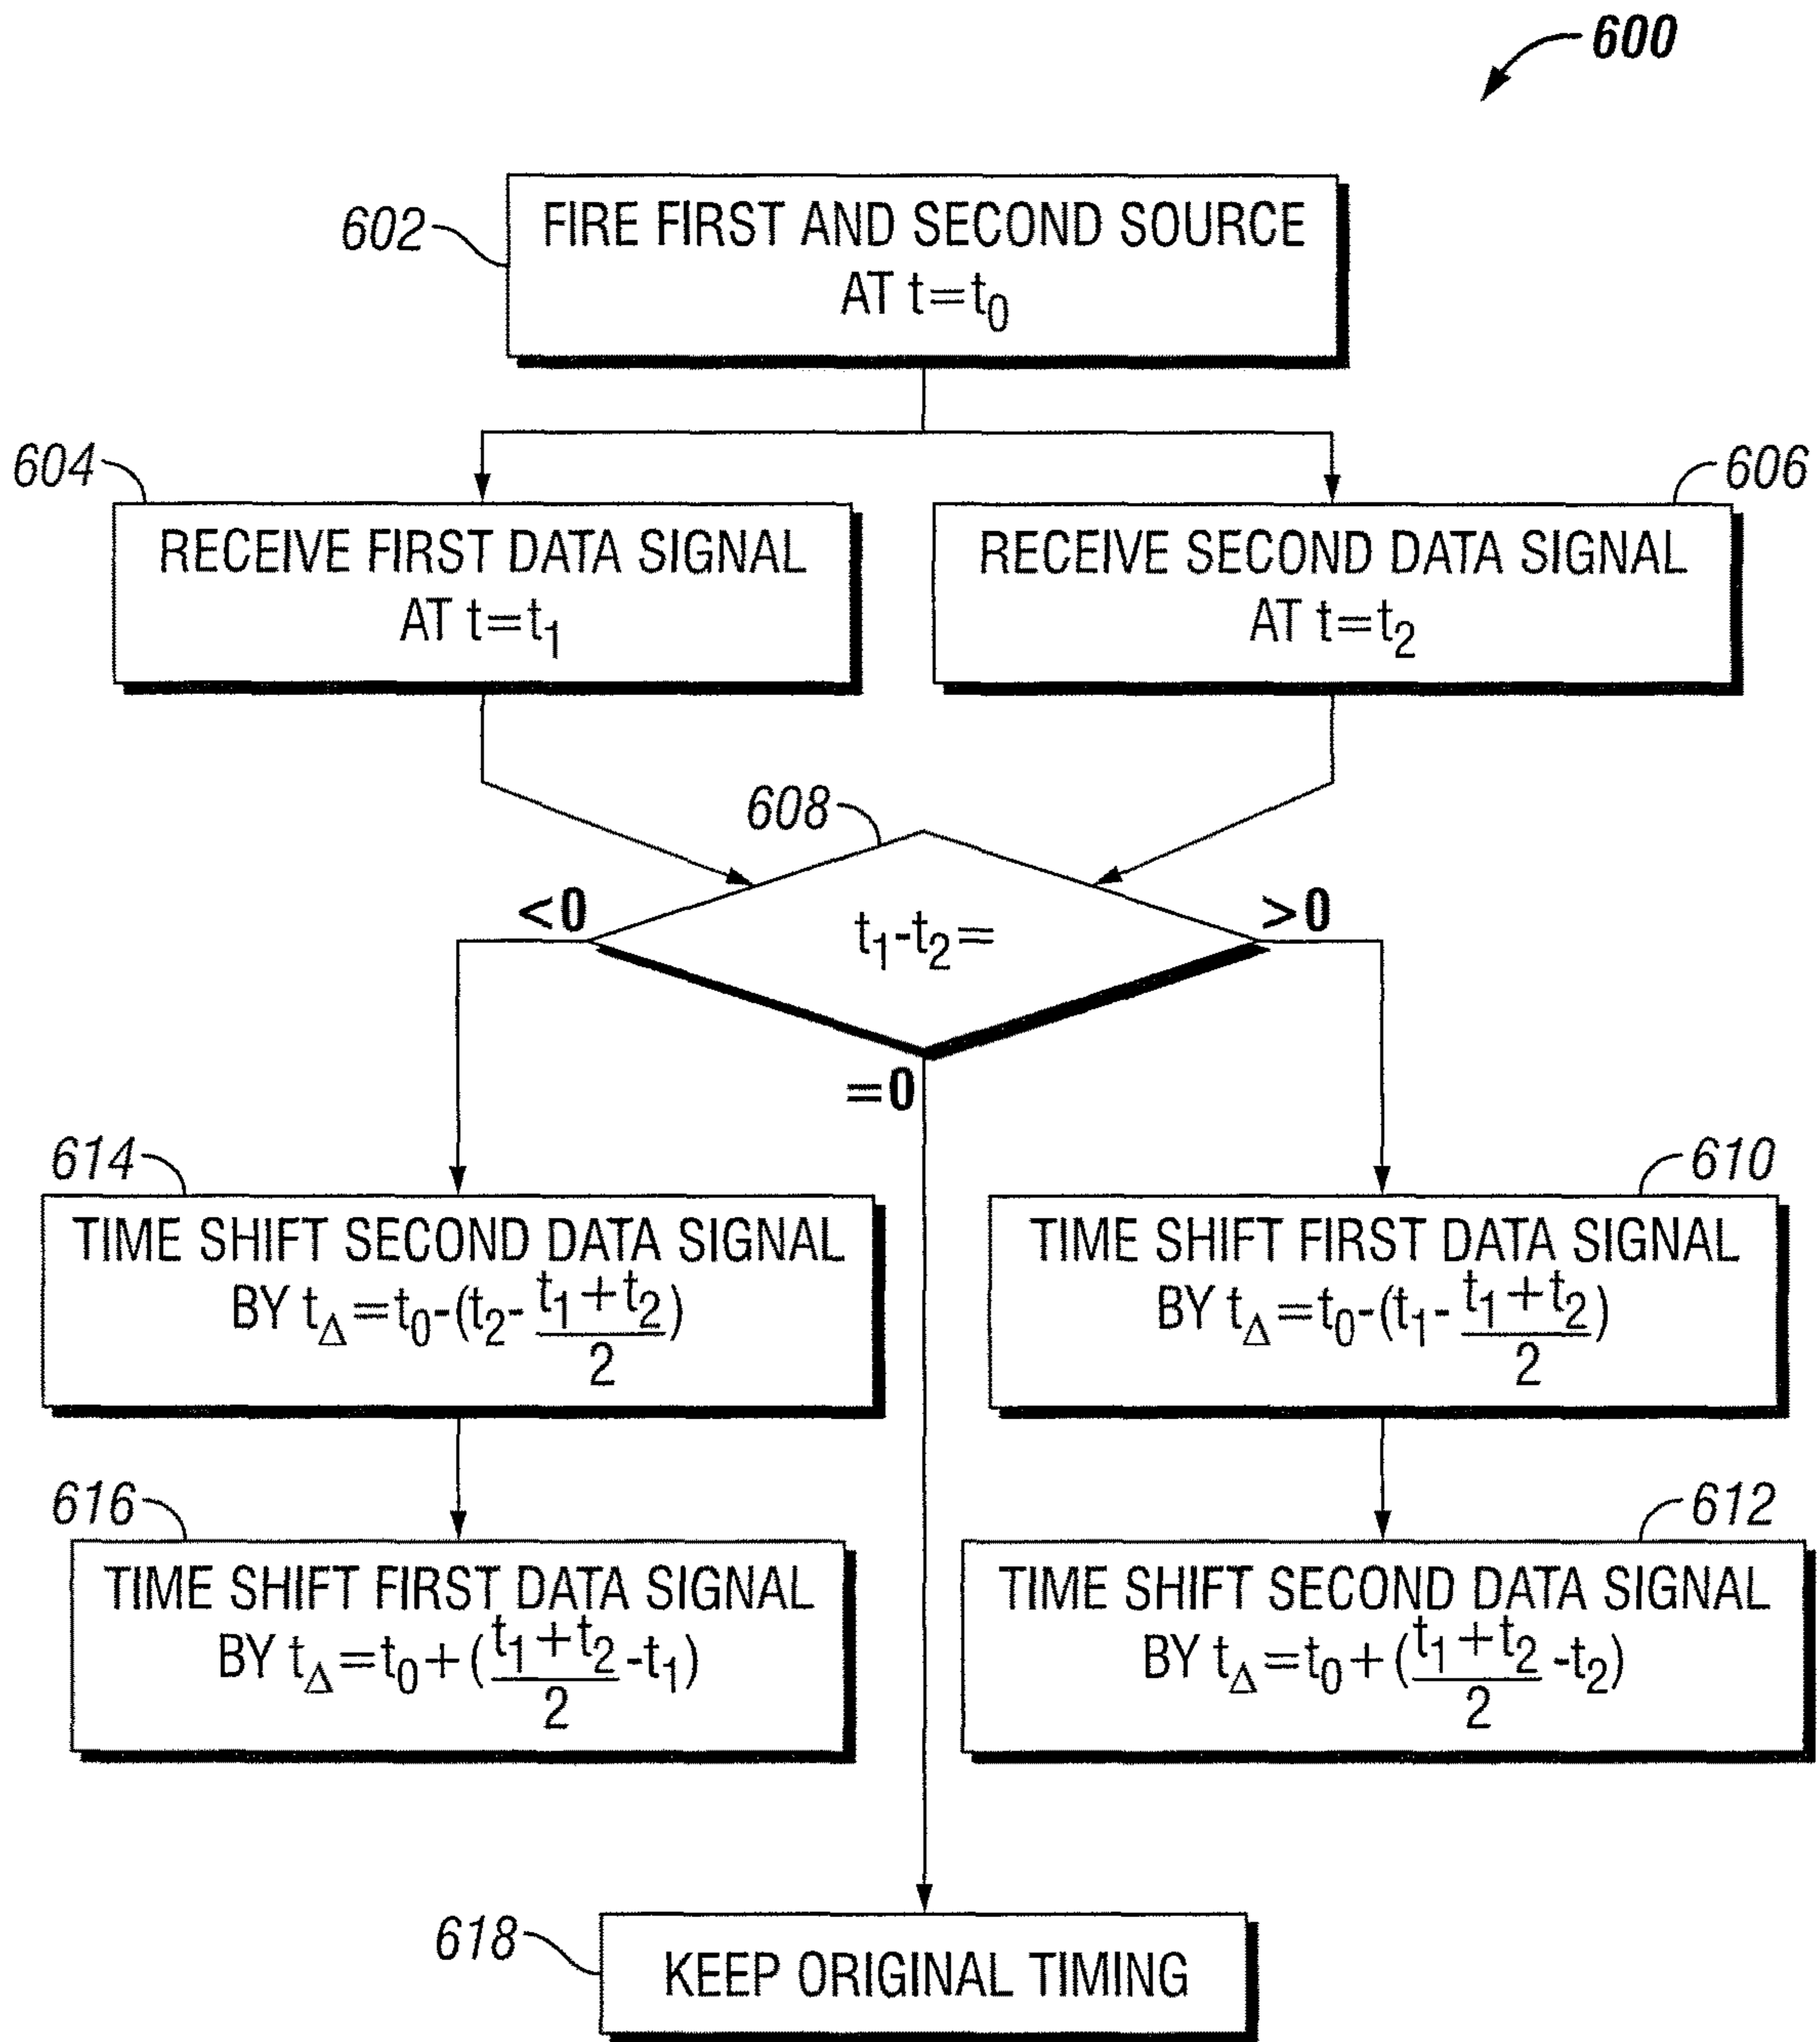 600
602
FIRE FIRST AND SECOND SOURCE
AT t=t₀
604
RECEIVE FIRST DATA SIGNAL
AT t=t₁
606
RECEIVE SECOND DATA SIGNAL
AT t=t₂
608
t₁-t₂=
<0
>0
=0
614
TIME SHIFT SECOND DATA SIGNAL
BY t_Δ=t₀-(t₂-(t₁+t₂)/2)
610
TIME SHIFT FIRST DATA SIGNAL
BY t_Δ=t₀-(t₁-(t₁+t₂)/2)
616
TIME SHIFT FIRST DATA SIGNAL
BY t_Δ=t₀+((t₁+t₂)/2-t₁)
612
TIME SHIFT SECOND DATA SIGNAL
BY t_Δ=t₀+((t₁+t₂)/2-t₂)
618
KEEP ORIGINAL TIMING